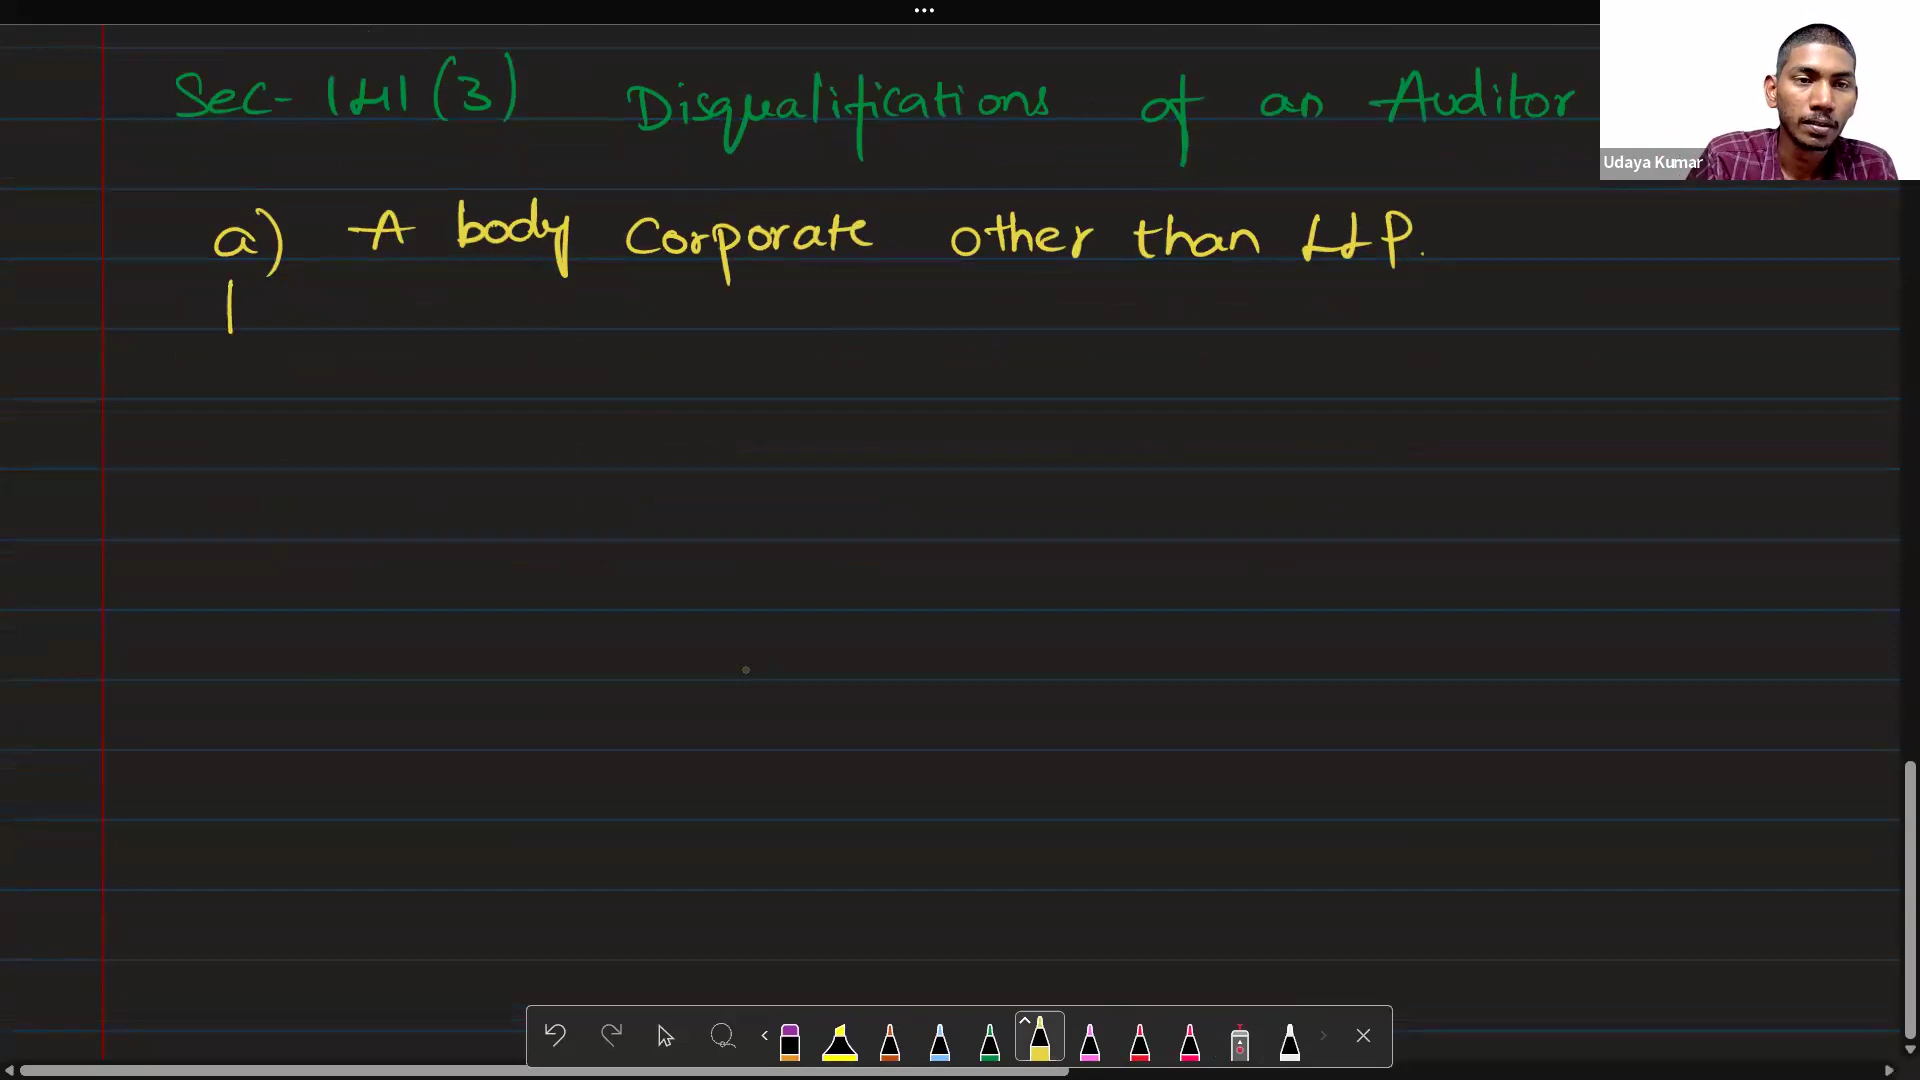 Sec- 141(3) Disqualifications of an Auditor
Udaya Kumar
a) A body Corporate other than LLP.